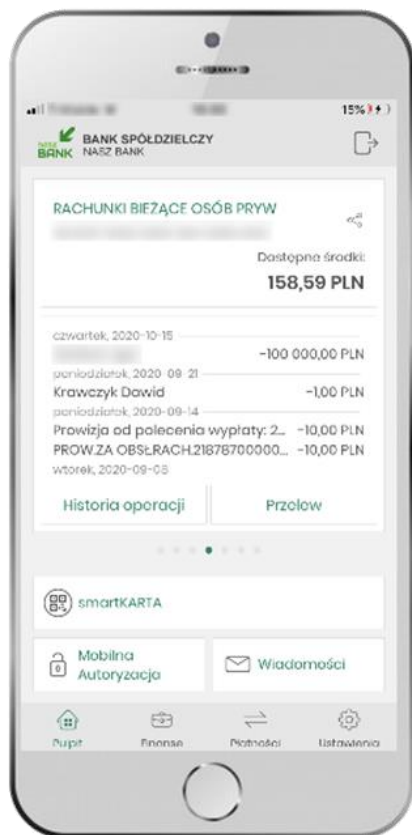 15%
NASZ BANK
BANK SPÓŁDZIELCZY
NASZ BANK
RACHUNKI BIEŻĄCE OSÓB PRYW
Dostępne środki:
158,59 PLN
czwartek, 2020-10-15
-100 000,00 PLN
poniedziałek, 2020-09-21
Krawczyk Dawid -1,00 PLN
poniedziałek, 2020-09-14
Prowizja od polecenia wypłaty: 2... -10,00 PLN
PROW.ZA OBSŁ.RACH.21878700000... -10,00 PLN
wtorek, 2020-09-08
Historia operacji Przelew
smartKARTA
Mobilna Autoryzacja
Wiadomości
Pulpit Finanse Płatności Ustawienia